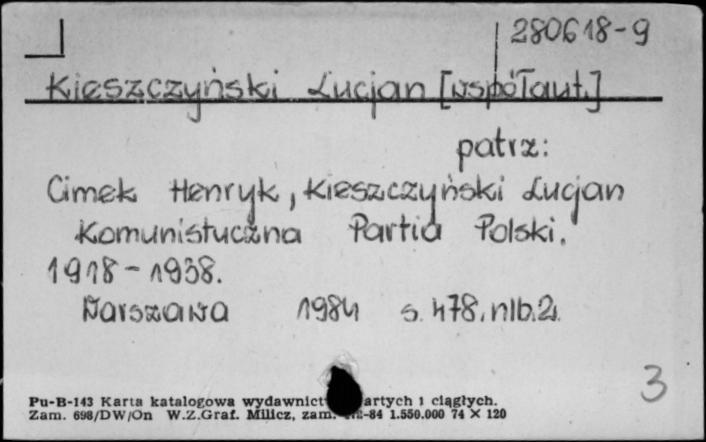 280618-9
Kieszczyński Lucjan [współaut.]
patrz:
Cimek Henryk, Kieszczyński Lucjan
Komunistyczna Partia Polski.
1918-1938.
Warszawa 1984 s. 478, nlb. 2.
3
Pu-B-143 Karta katalogowa wydawnict artych i ciągłych.
Zam. 698/DW/On W.Z.Graf. Milicz, zam. 2-84 1.550.000 74 × 120